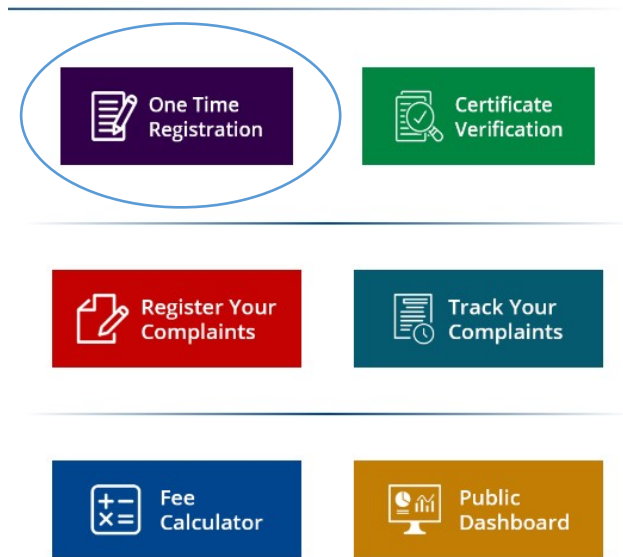 One Time
Registration
Certificate
Verification
Register Your
Complaints
Track Your
Complaints
Fee
Calculator
Public
Dashboard